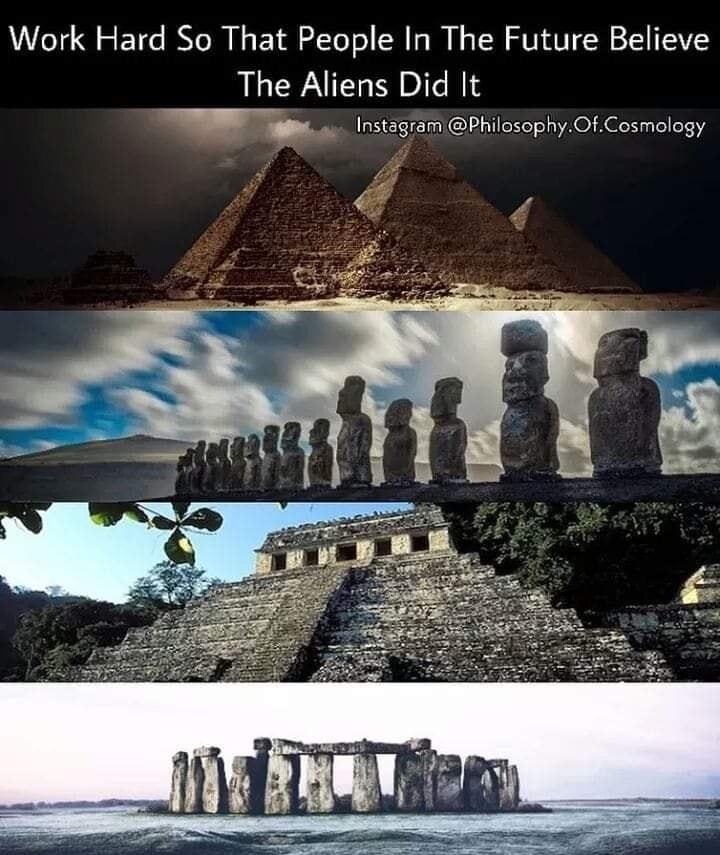 Work Hard So That People In The Future Believe
The Aliens Did It
Instagram @Philosophy.Of.Cosmology